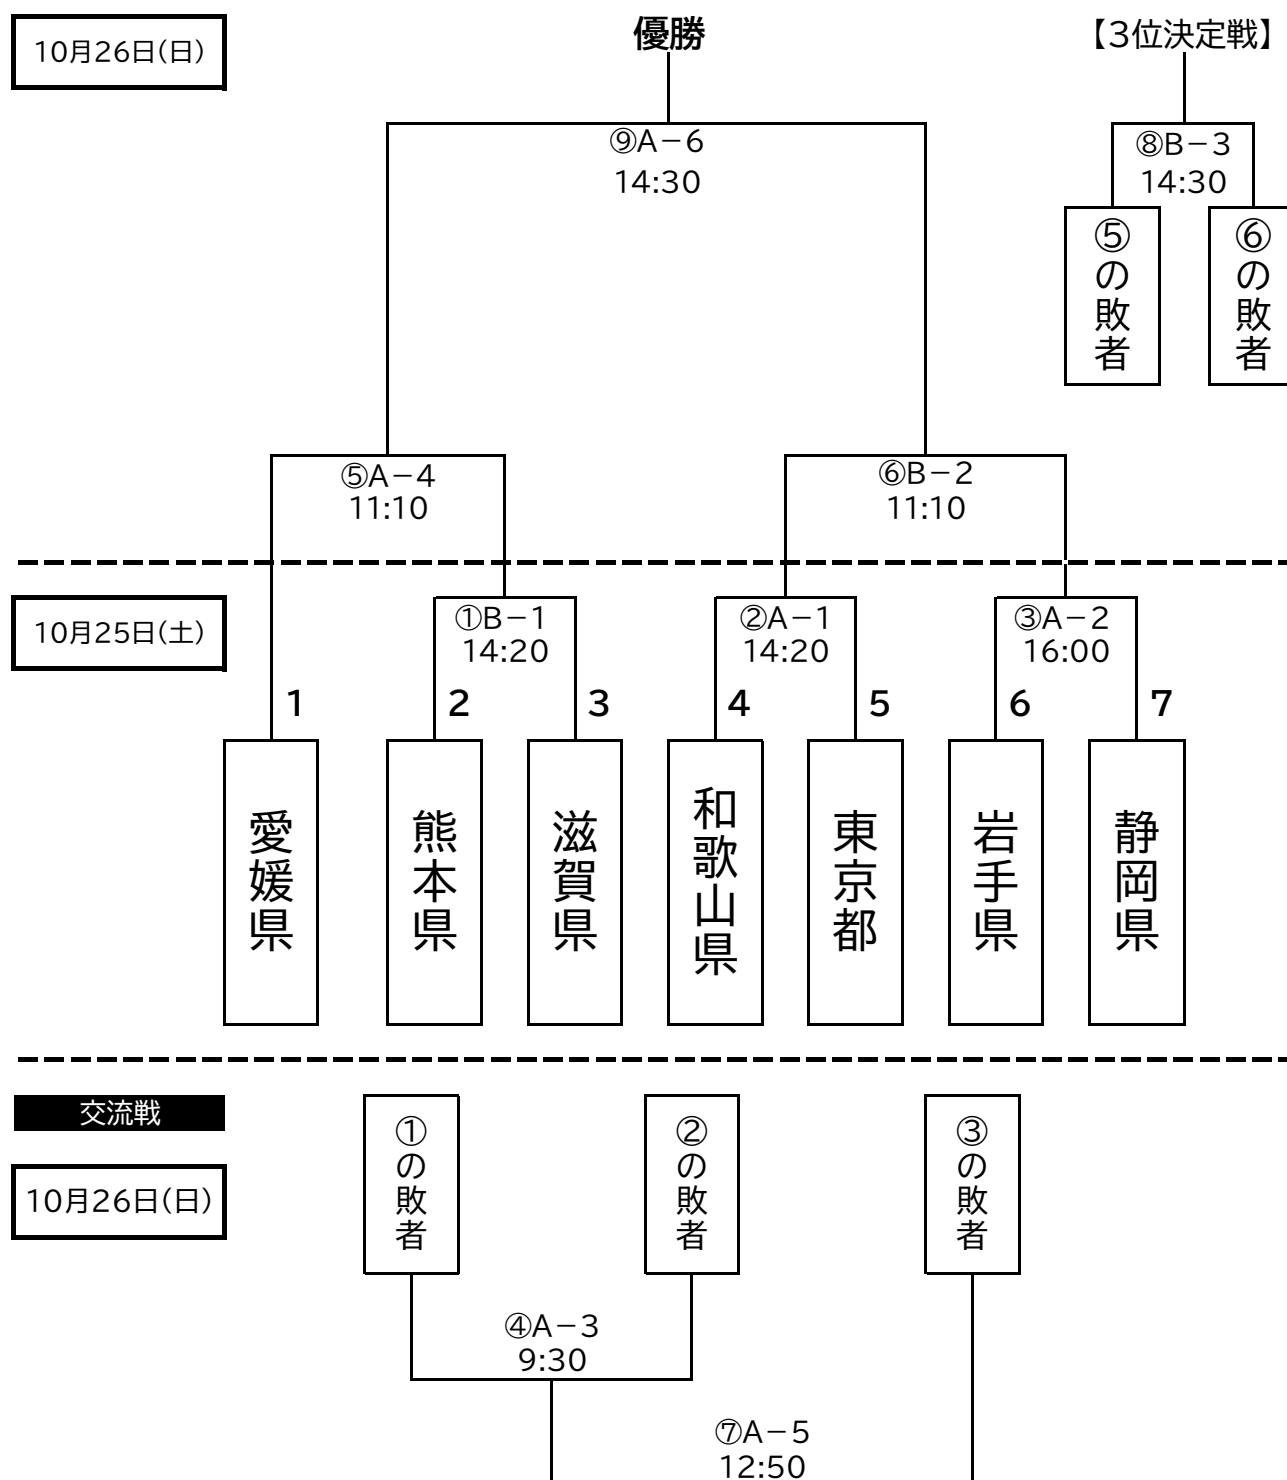 10月26日(日)
優勝
【3位決定戦】
⑨A－6
14:30
⑧B－3
14:30
⑤の敗者
⑥の敗者
⑤A－4
11:10
⑥B－2
11:10
10月25日(土)
①B－1
14:20
②A－1
14:20
③A－2
16:00
1
2
3
4
5
6
7
愛媛県
熊本県
滋賀県
和歌山県
東京都
岩手県
静岡県
交流戦
10月26日(日)
①の敗者
②の敗者
③の敗者
④A－3
9:30
⑦A－5
12:50